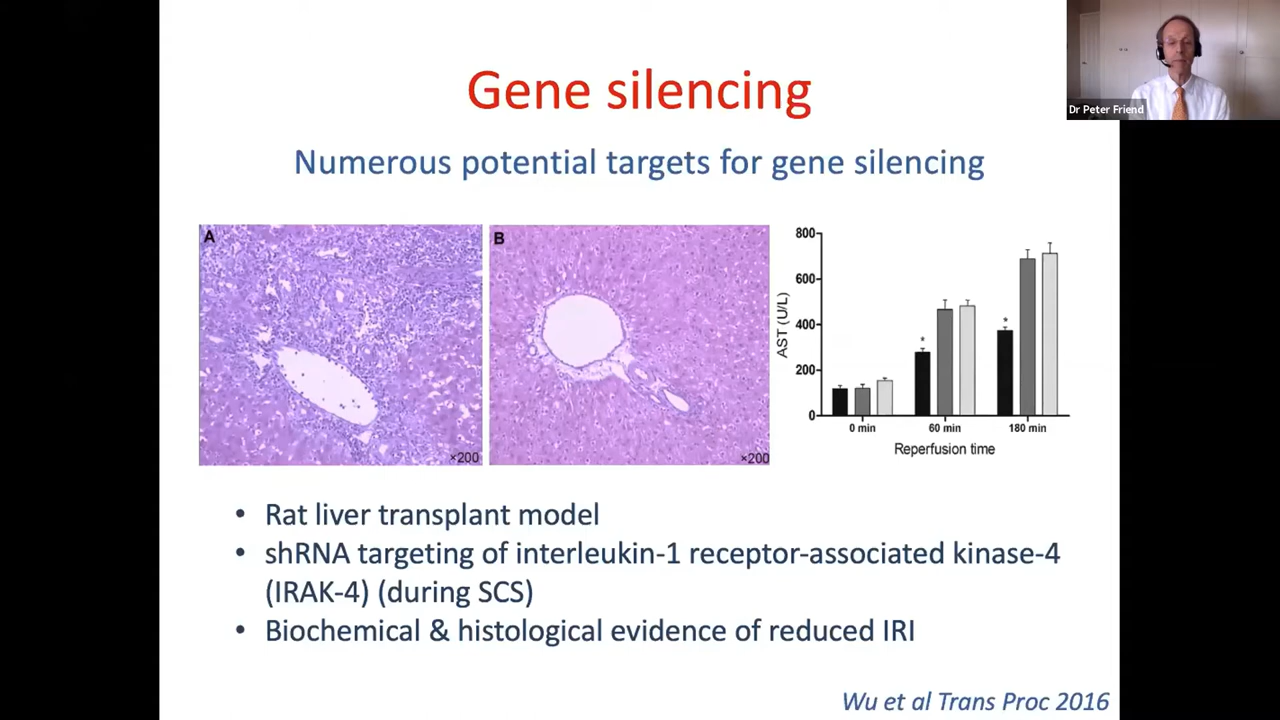 Gene silencing
Dr Peter Friend
Numerous potential targets for gene silencing
A
×200
B
×200
AST (U/L)
800
600
400
200
0
*
*
0 min
60 min
180 min
Reperfusion time
• Rat liver transplant model
• shRNA targeting of interleukin-1 receptor-associated kinase-4
(IRAK-4) (during SCS)
• Biochemical & histological evidence of reduced IRI
Wu et al Trans Proc 2016